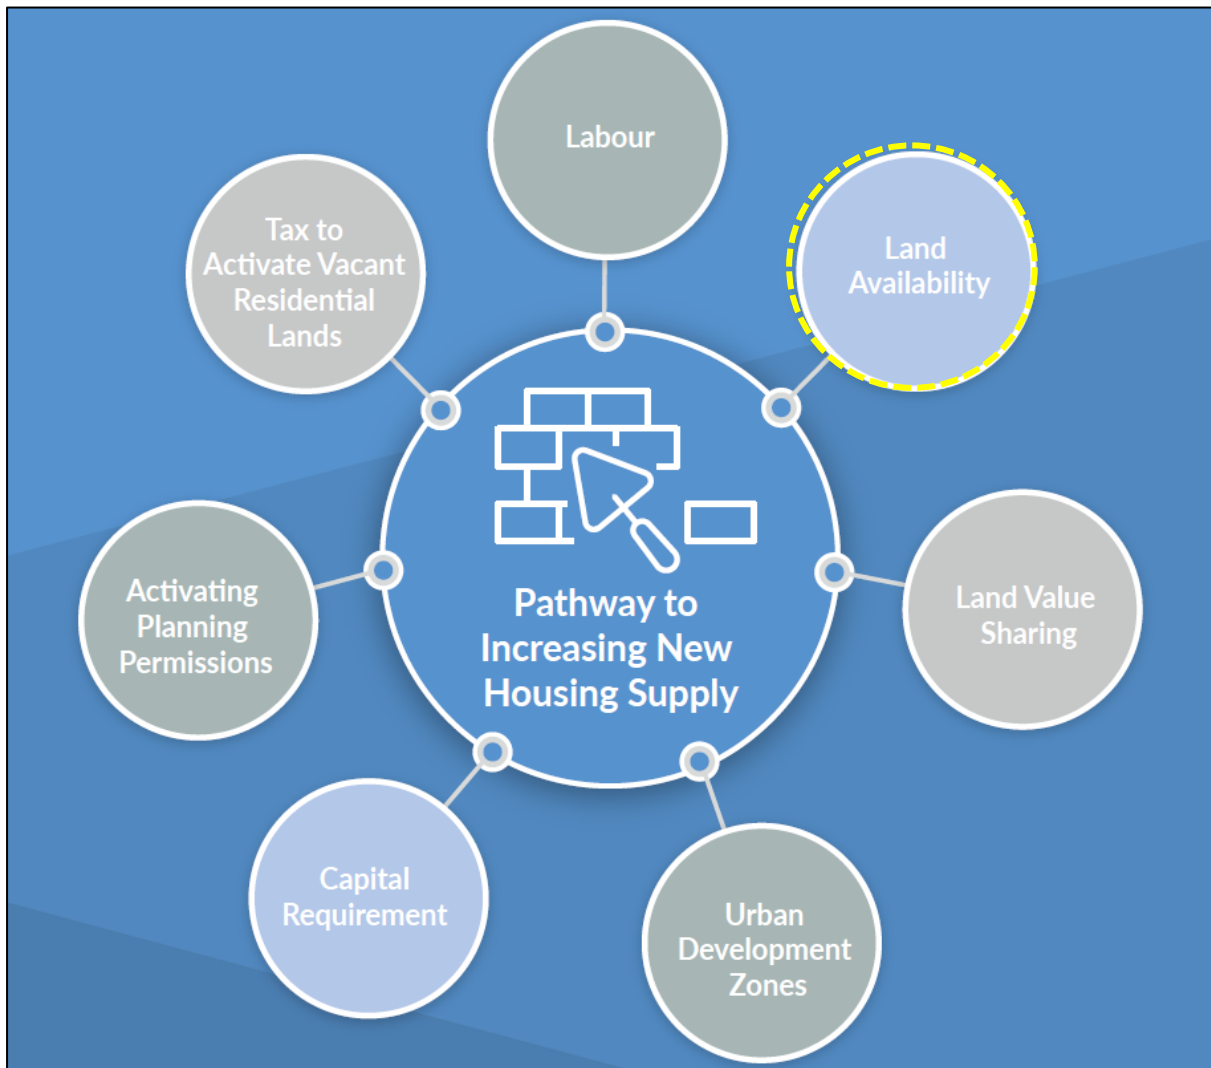 Labour
Land
Availability
Tax to
Activate Vacant
Residential
Lands
Pathway to
Increasing New
Housing Supply
Land Value
Sharing
Activating
Planning
Permissions
Capital
Requirement
Urban
Development
Zones